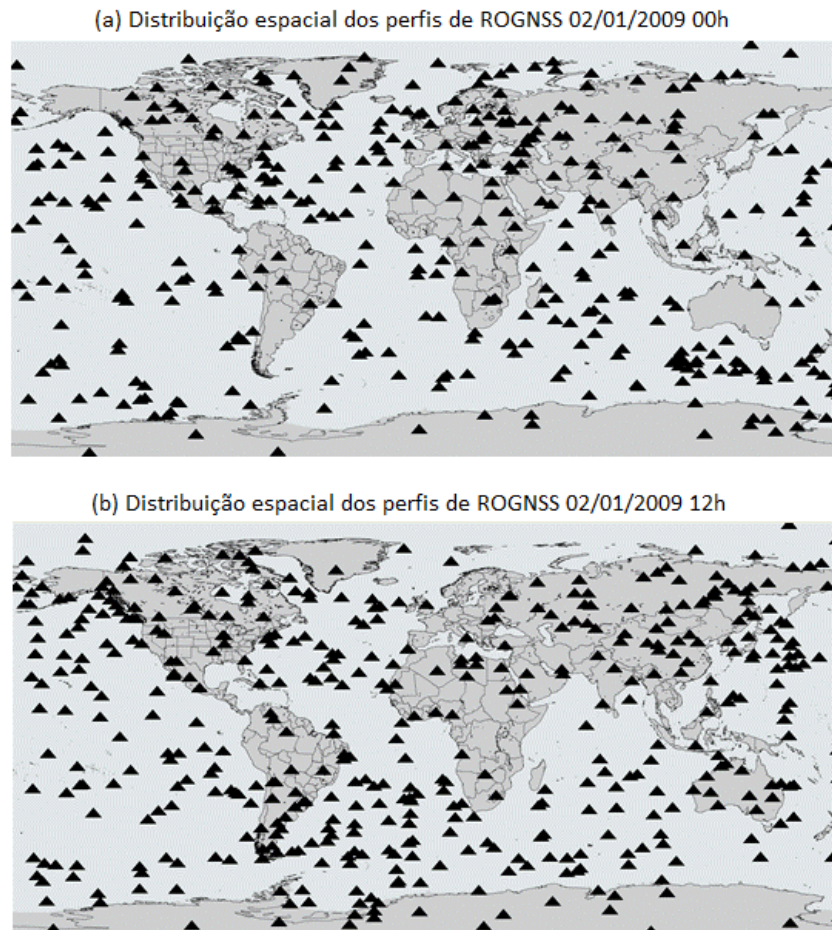 (a) Distribuição espacial dos perfis de ROGNSS 02/01/2009 00h
(b) Distribuição espacial dos perfis de ROGNSS 02/01/2009 12h